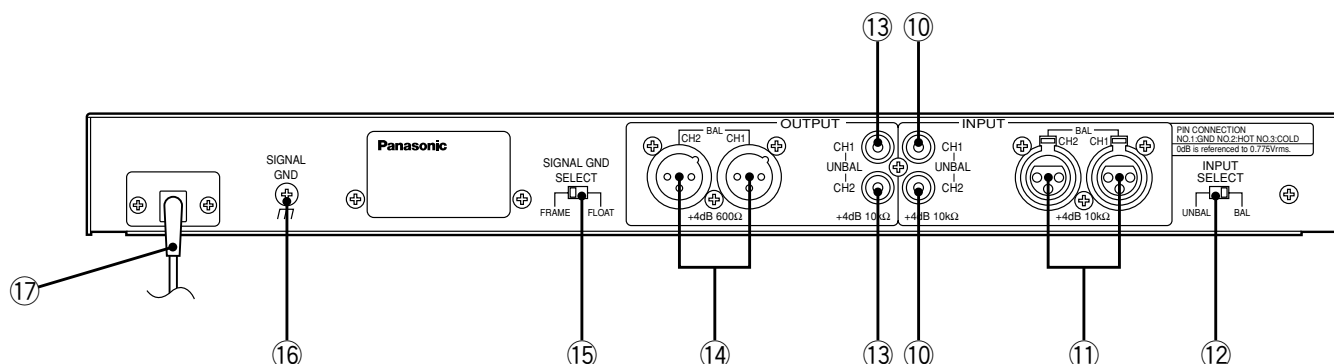 ⑬ ⑩
OUTPUT INPUT
BAL
CH2 CH1
CH1
UNBAL
CH2
CH1
UNBAL
CH2
BAL
CH2 CH1
+4dB 600Ω
+4dB 10kΩ
+4dB 10kΩ
+4dB 10kΩ
PIN CONNECTION
NO.1:GND NO.2:HOT NO.3:COLD
0dB is referenced to 0.775Vrms.
INPUT
SELECT
UNBAL BAL
Panasonic
SIGNAL
GND
SIGNAL GND
SELECT
FRAME FLOAT
⑰
⑯ ⑮ ⑭ ⑬ ⑩ ⑪ ⑫